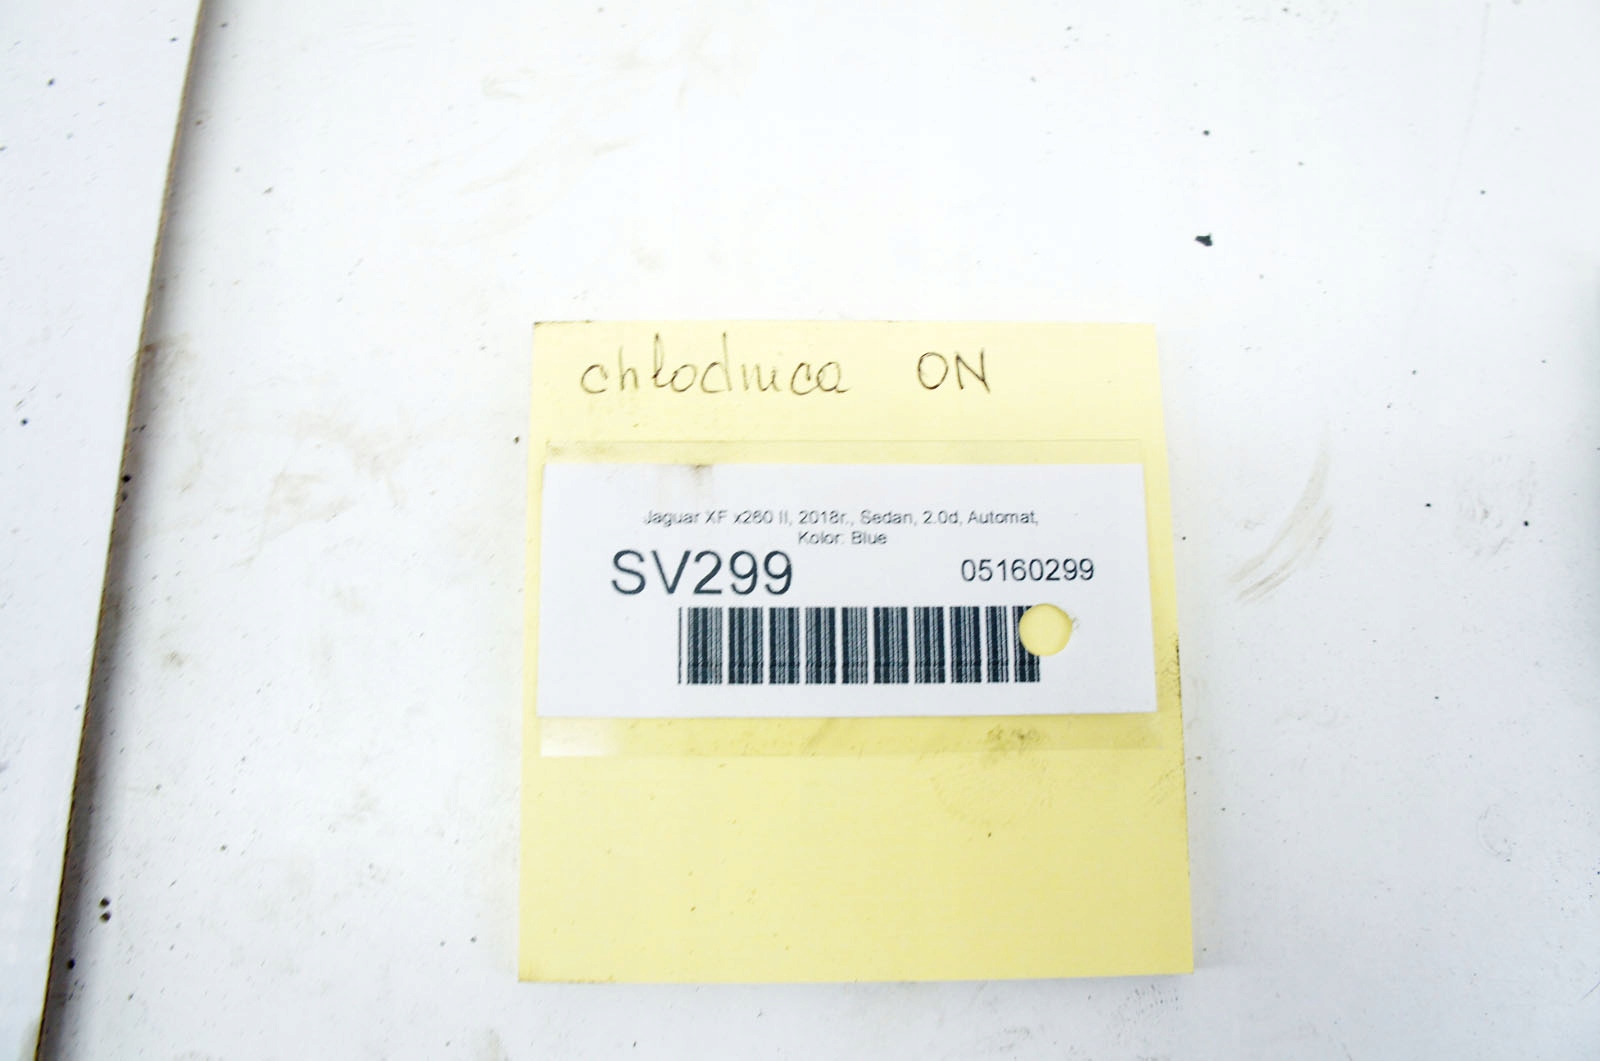 chłodnica ON
Jaguar XF x260 II, 2018r., Sedan, 2.0d, Automat,
Kolor: Blue
SV299 05160299